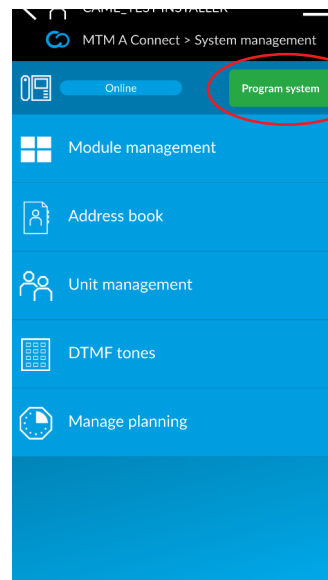 CAME_TEST INSTALLER
MTM A Connect > System management
Online
Program system
Module management
Address book
Unit management
DTMF tones
Manage planning